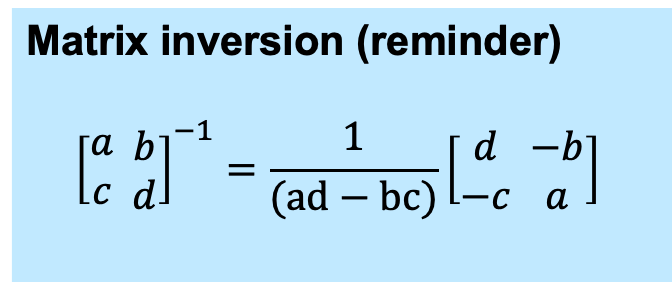 Matrix inversion (reminder)
[a b; c d]⁻¹ = 1/(ad − bc) [d −b; −c a]